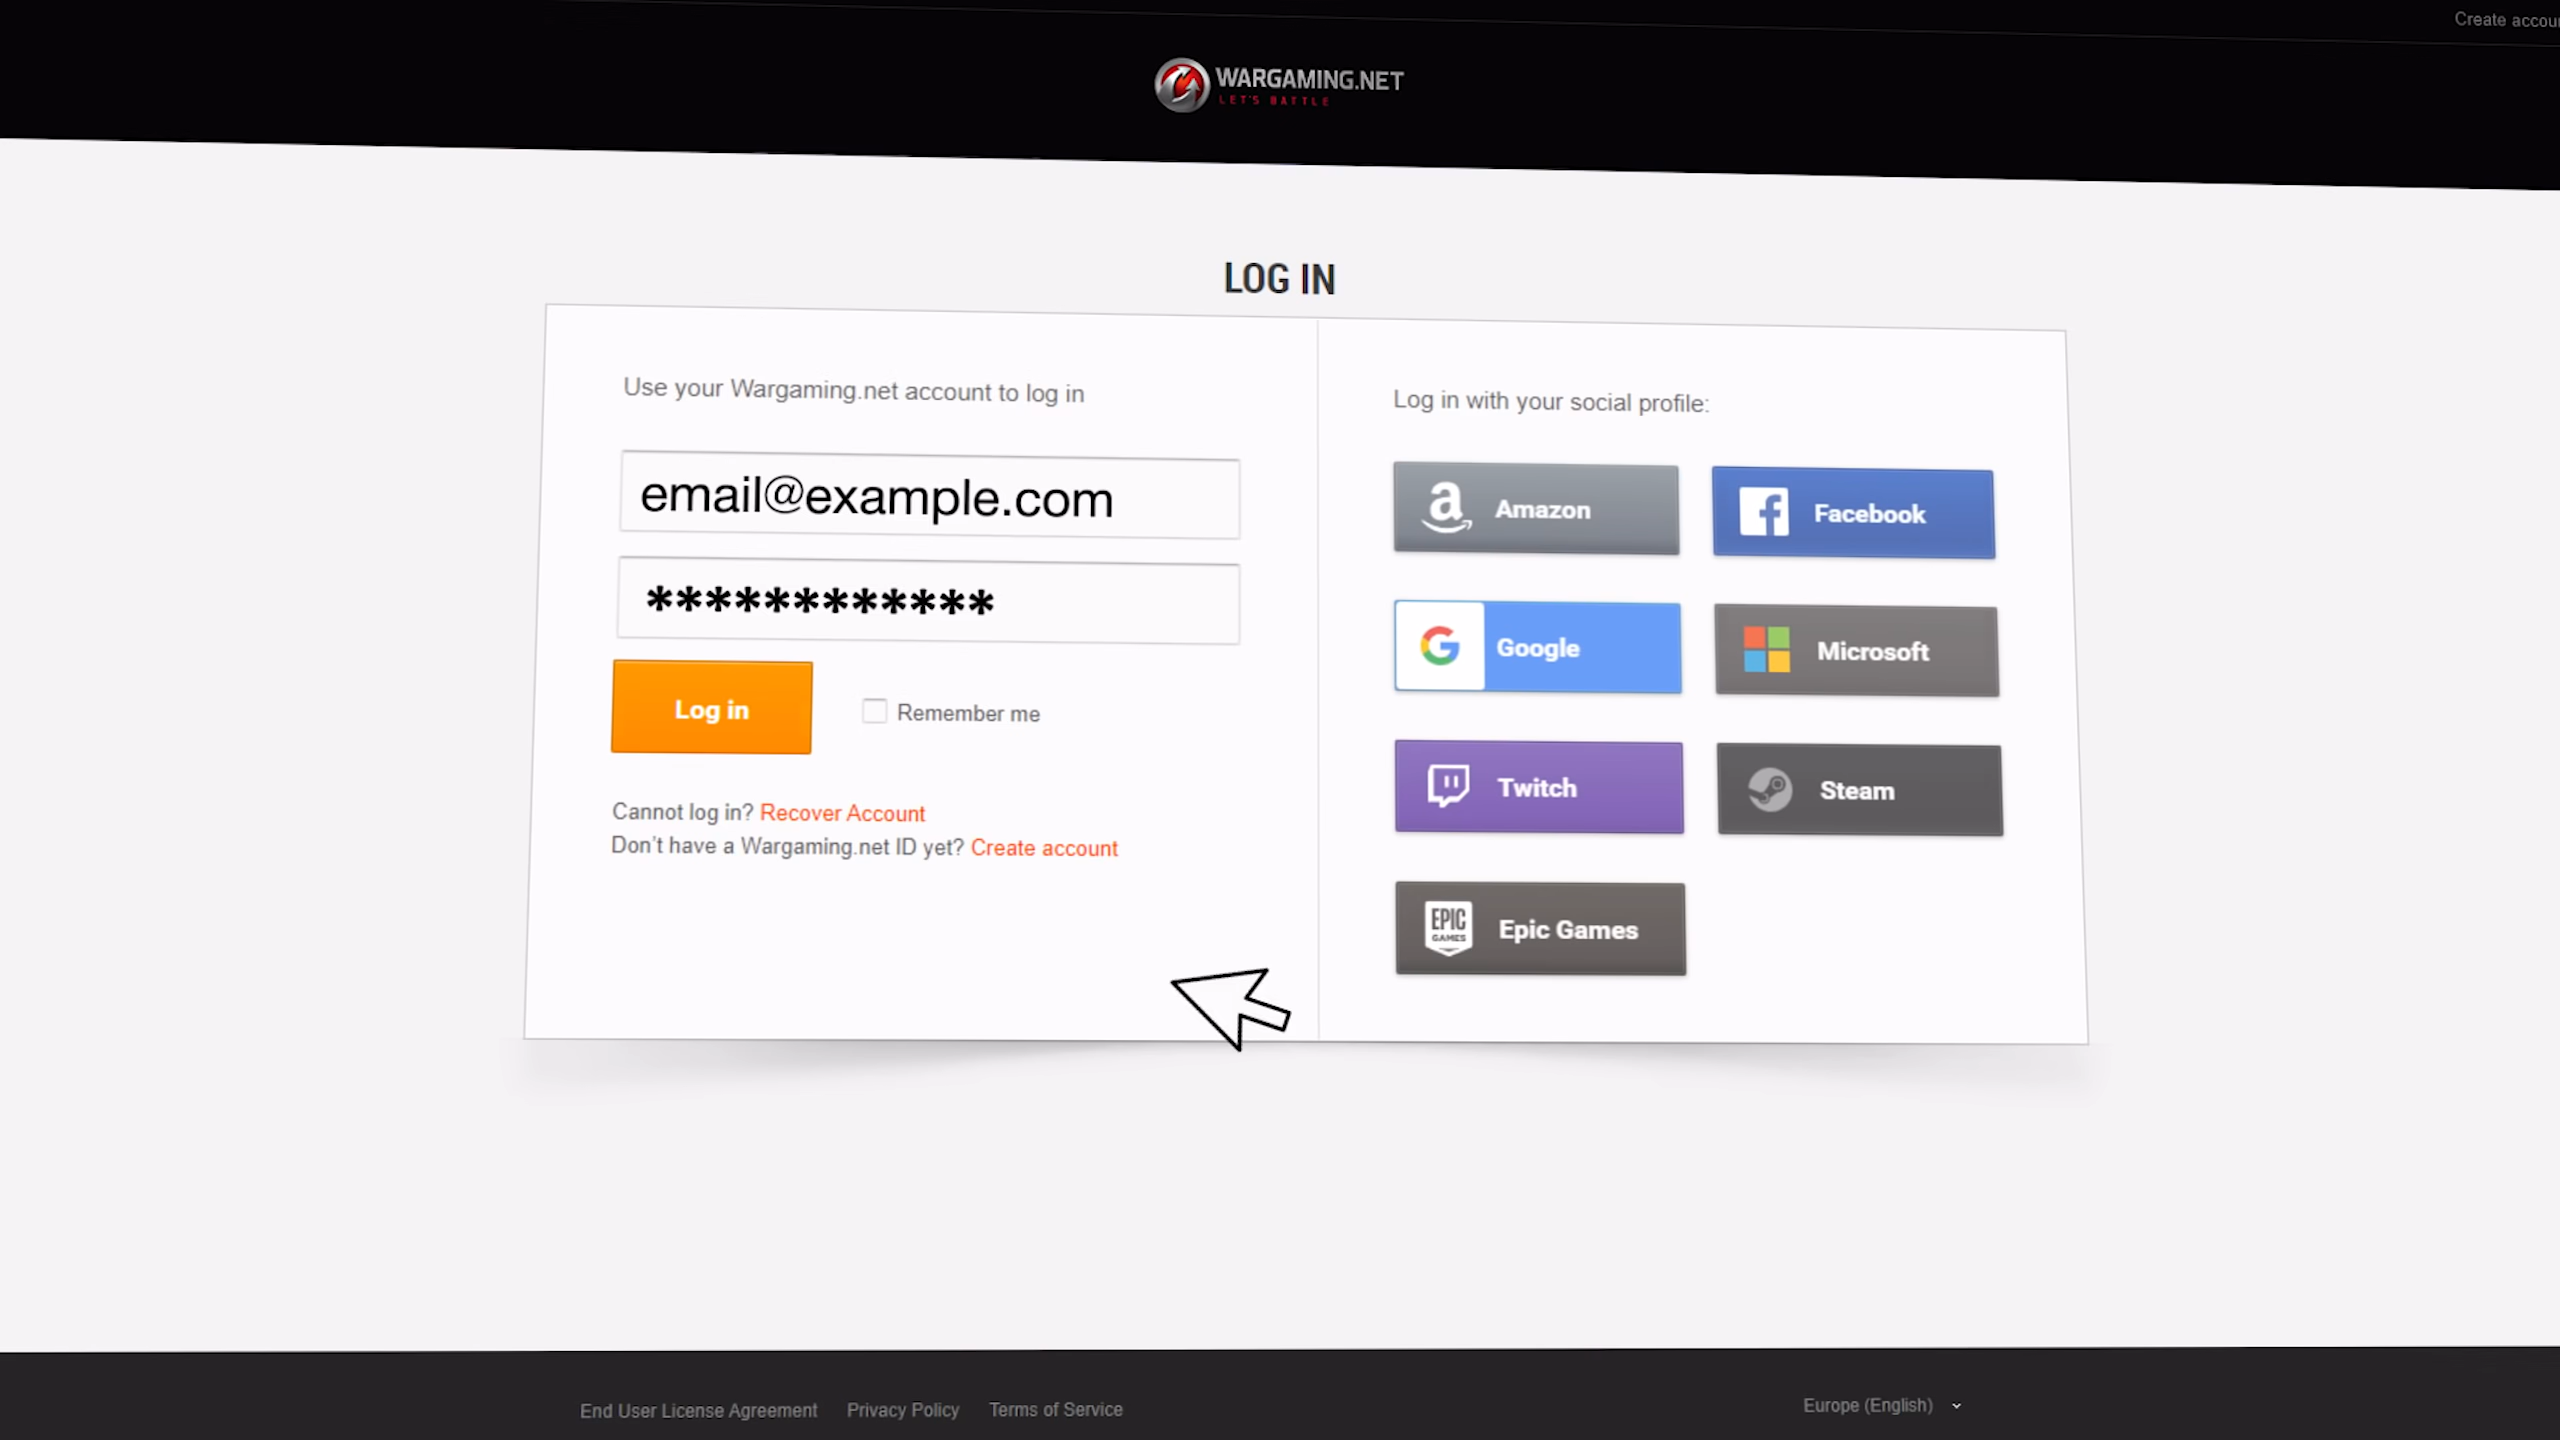 Create accou
WARGAMING.NET
LET'S BATTLE
LOG IN
Use your Wargaming.net account to log in
email@example.com
************
Log in
Remember me
Cannot log in? Recover Account
Don't have a Wargaming.net ID yet? Create account
Log in with your social profile:
Amazon
Facebook
Google
Microsoft
Twitch
Steam
EPIC GAMES
Epic Games
End User License Agreement Privacy Policy Terms of Service
Europe (English)